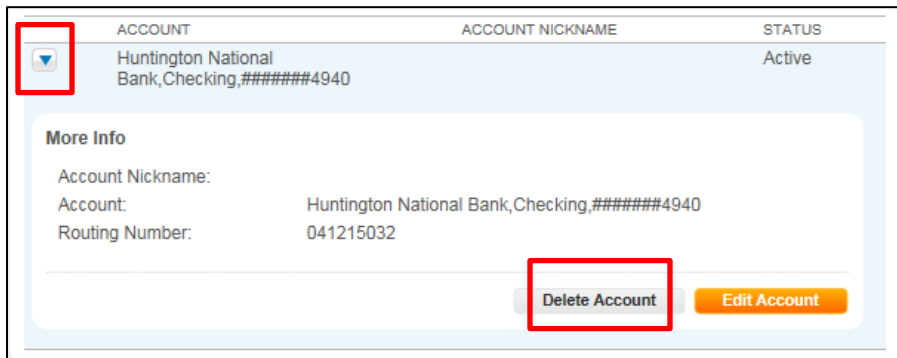 ACCOUNT ACCOUNT NICKNAME STATUS
Huntington National Active
Bank,Checking,#######4940
More Info
Account Nickname:
Account: Huntington National Bank,Checking,#######4940
Routing Number: 041215032
Delete Account Edit Account